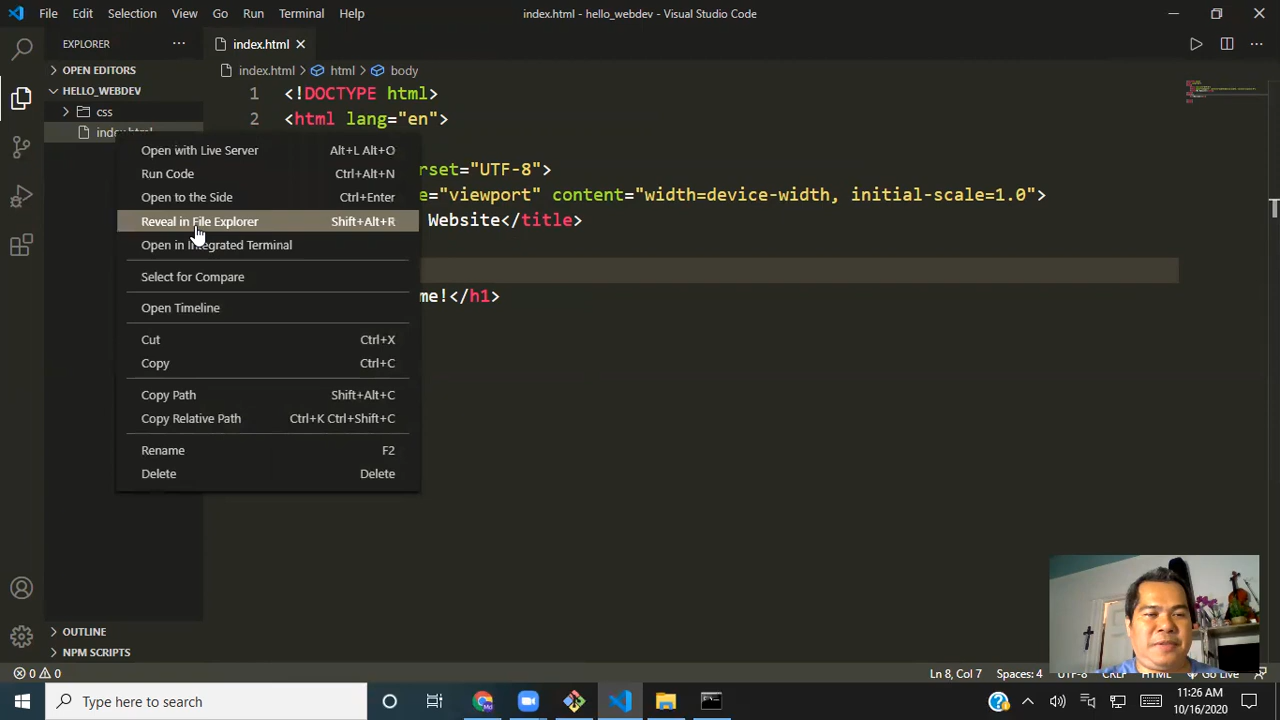 File Edit Selection View Go Run Terminal Help index.html - hello_webdev - Visual Studio Code
EXPLORER index.html
OPEN EDITORS
index.html html body
HELLO_WEBDEV
1 <!DOCTYPE html>
css
2 <html lang="en">
index.html
Open with Live Server Alt+L Alt+O
rset="UTF-8">
Run Code Ctrl+Alt+N
Open to the Side Ctrl+Enter
e="viewport" content="width=device-width, initial-scale=1.0">
Reveal in File Explorer Shift+Alt+R
Website</title>
Open in Integrated Terminal
Select for Compare
me!</h1>
Open Timeline
Cut Ctrl+X
Copy Ctrl+C
Copy Path Shift+Alt+C
Copy Relative Path Ctrl+K Ctrl+Shift+C
Rename F2
Delete Delete
OUTLINE
NPM SCRIPTS
0 0 Ln 8, Col 7 Spaces: 4 UTF-8 CRLF HTML Go Live
Type here to search
11:26 AM
10/16/2020